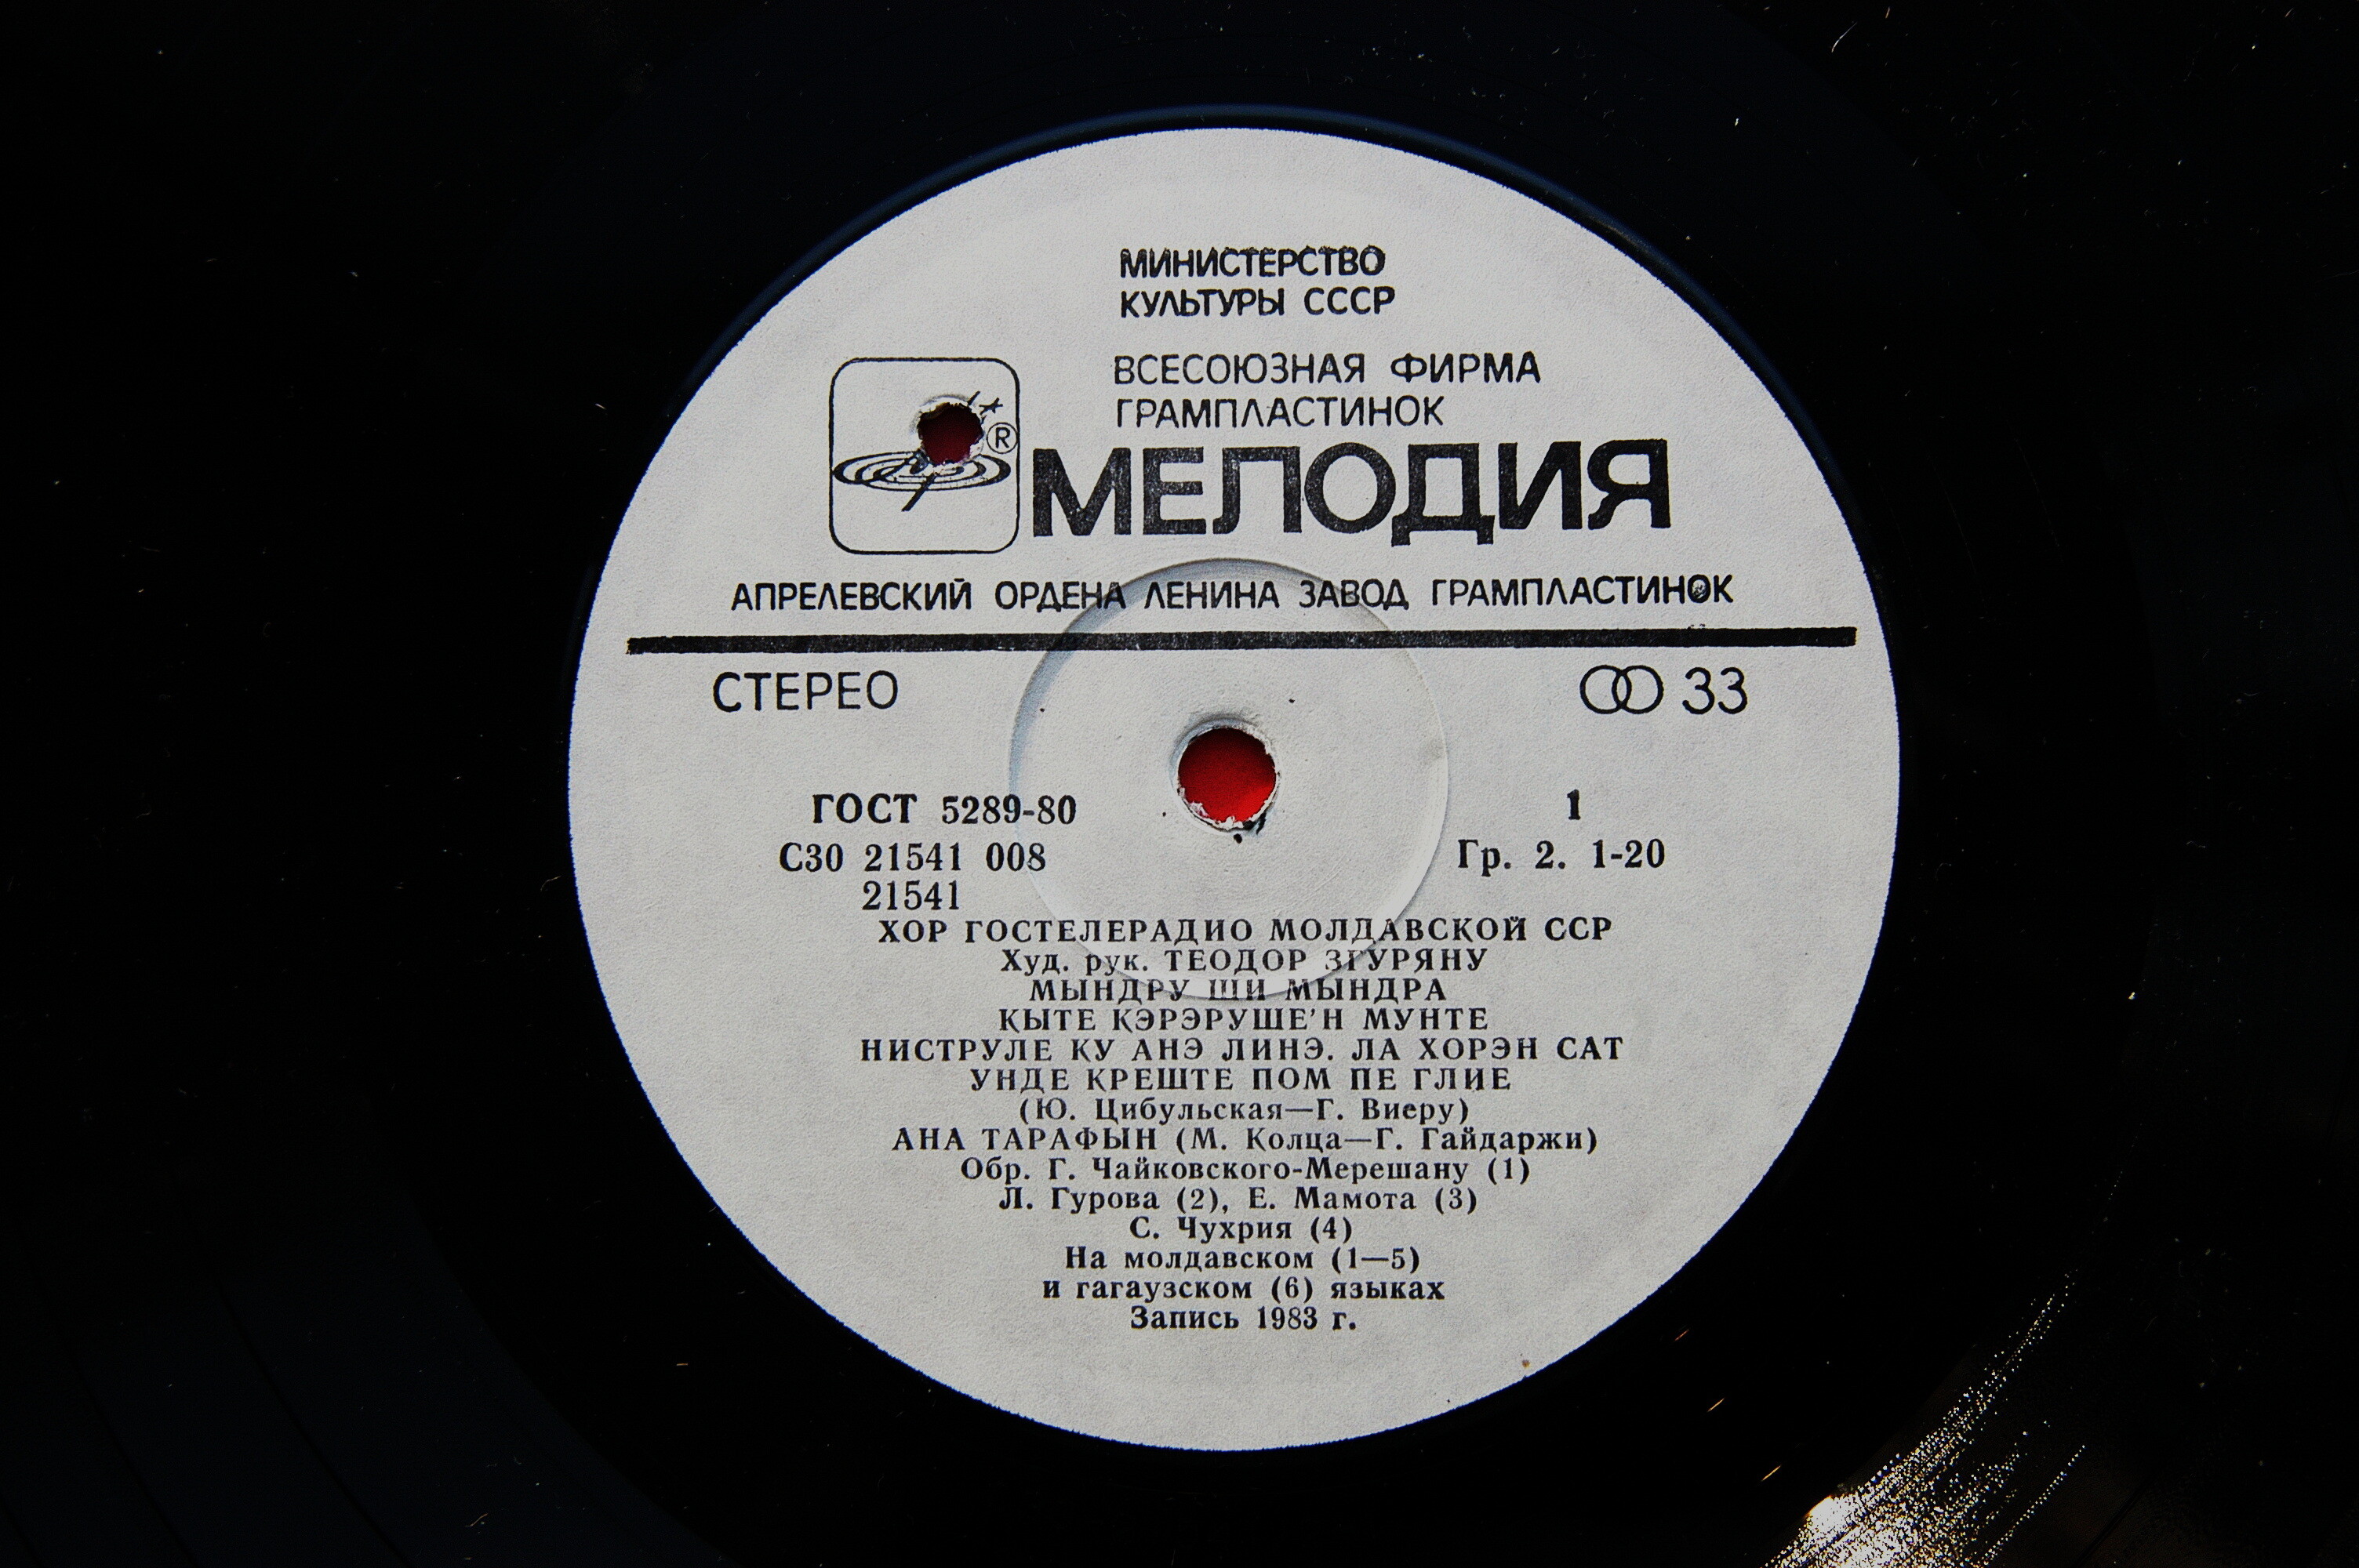 МИНИСТЕРСТВО
КУЛЬТУРЫ СССР
ВСЕСОЮЗНАЯ ФИРМА
ГРАМПЛАСТИНОК
® МЕЛОДИЯ
АПРЕЛЕВСКИЙ ОРДЕНА ЛЕНИНА ЗАВОД ГРАМПЛАСТИНОК
СТЕРЕО 33
ГОСТ 5289-80 1
С30 21541 008 Гр. 2. 1-20
21541
ХОР ГОСТЕЛЕРАДИО МОЛДАВСКОЙ ССР
Худ. рук. ТЕОДОР ЗГУРЯНУ
МЫНДРУ ШИ МЫНДРА
КЫТЕ КЭРЭРУШЕ'Н МУНТЕ
НИСТРУЛЕ КУ АНЭ ЛИНЭ. ЛА ХОРЭН САТ
УНДЕ КРЕШТЕ ПОМ ПЕ ГЛИЕ
(Ю. Цибульская—Г. Виеру)
АНА ТАРАФЫН (М. Колца—Г. Гайдаржи)
Обр. Г. Чайковского-Мерешану (1)
Л. Гурова (2), Е. Мамота (3)
С. Чухрия (4)
На молдавском (1—5)
и гагаузском (6) языках
Запись 1983 г.